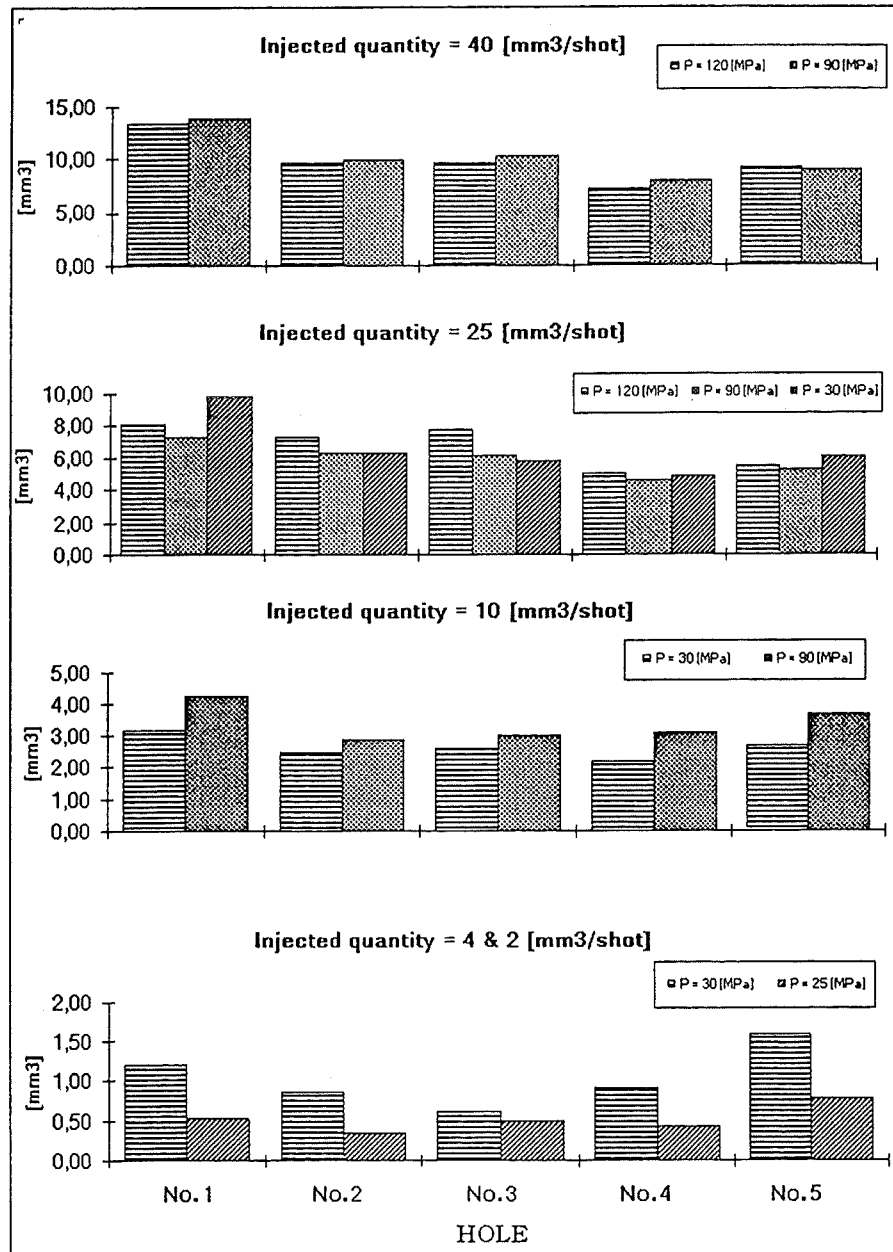 Injected quantity = 40 [mm3/shot]
P = 120 [MPa] P = 90 [MPa]
15,00
10,00
5,00
0,00
[mm3]
Injected quantity = 25 [mm3/shot]
P = 120 [MPa] P = 90 [MPa] P = 30 [MPa]
10,00
8,00
6,00
4,00
2,00
0,00
[mm3]
Injected quantity = 10 [mm3/shot]
P = 30 [MPa] P = 90 [MPa]
5,00
4,00
3,00
2,00
1,00
0,00
[mm3]
Injected quantity = 4 & 2 [mm3/shot]
P = 30 [MPa] P = 25 [MPa]
2,00
1,50
1,00
0,50
0,00
[mm3]
No.1 No.2 No.3 No.4 No.5
HOLE